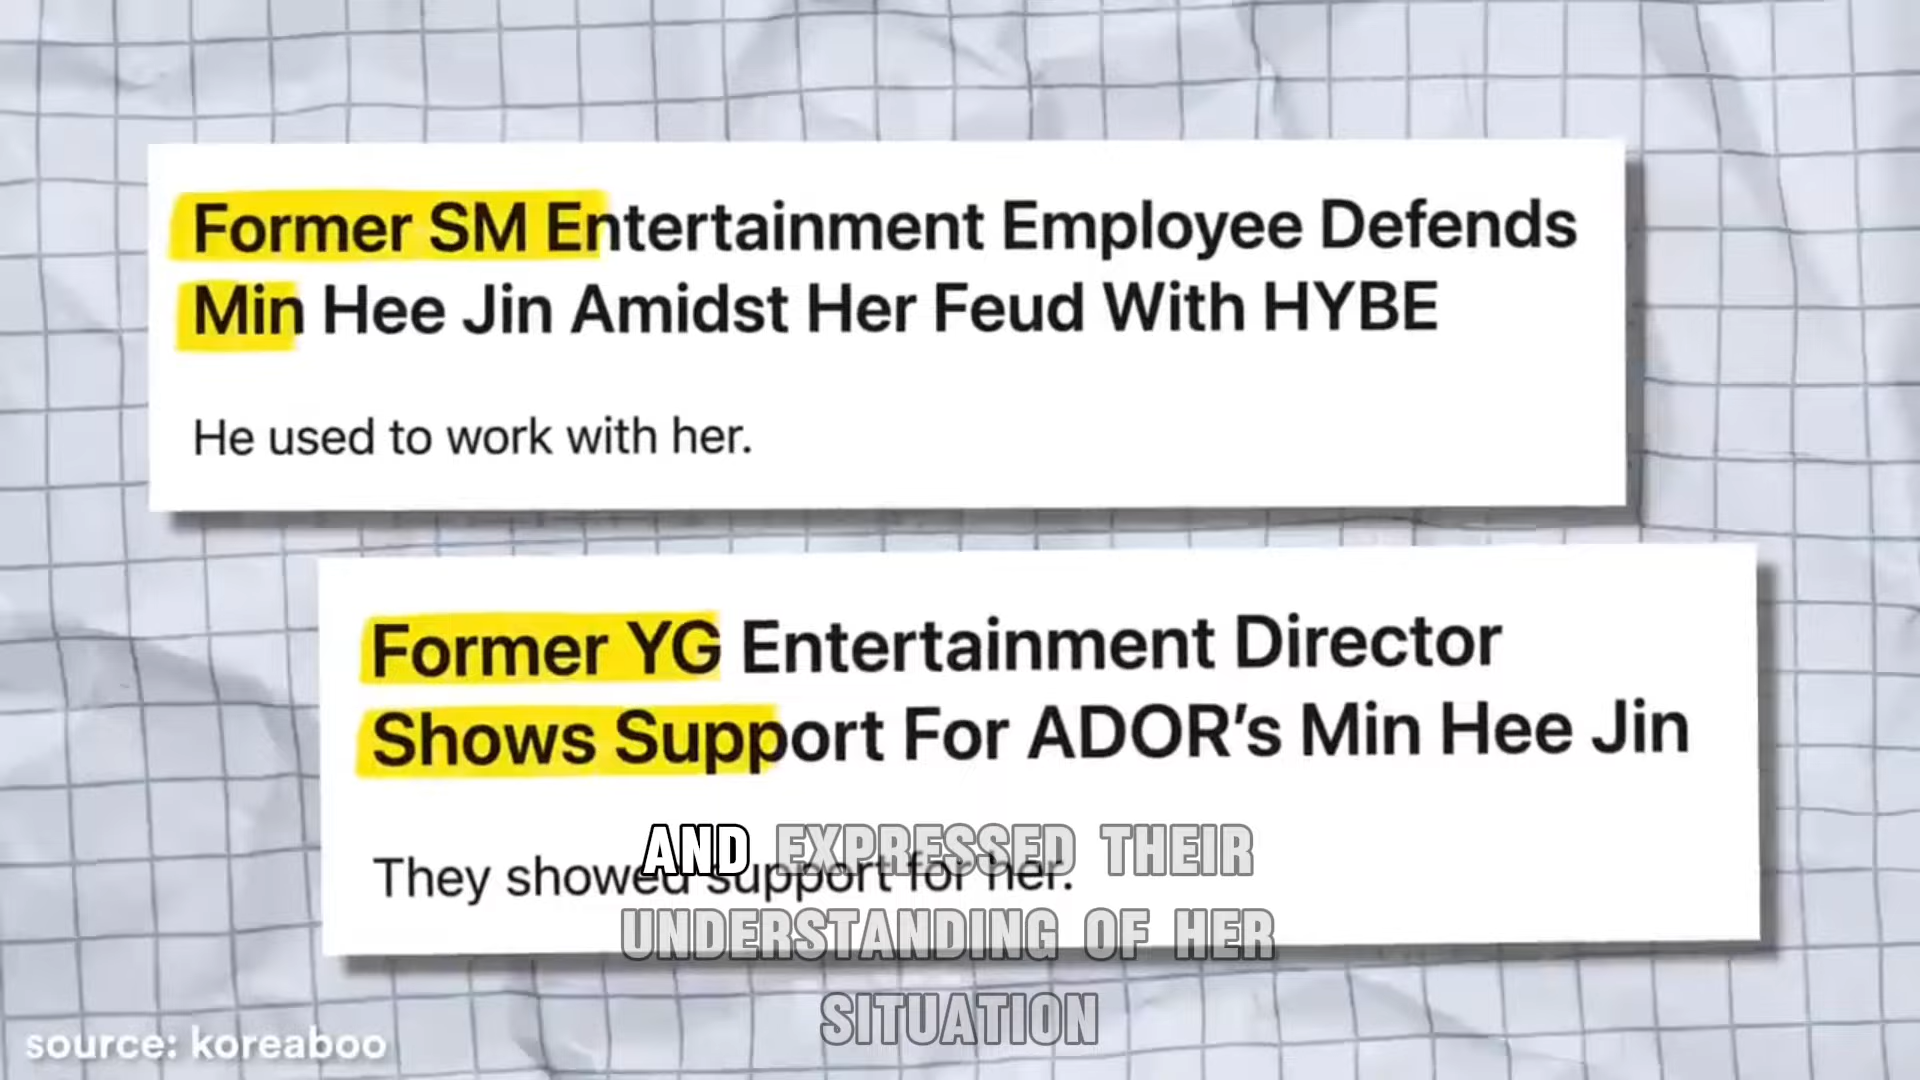 Former SM Entertainment Employee Defends
Min Hee Jin Amidst Her Feud With HYBE
He used to work with her.
Former YG Entertainment Director
Shows Support For ADOR's Min Hee Jin
They showed support for her.
AND EXPRESSED THEIR
UNDERSTANDING OF HER
SITUATION
source: koreaboo